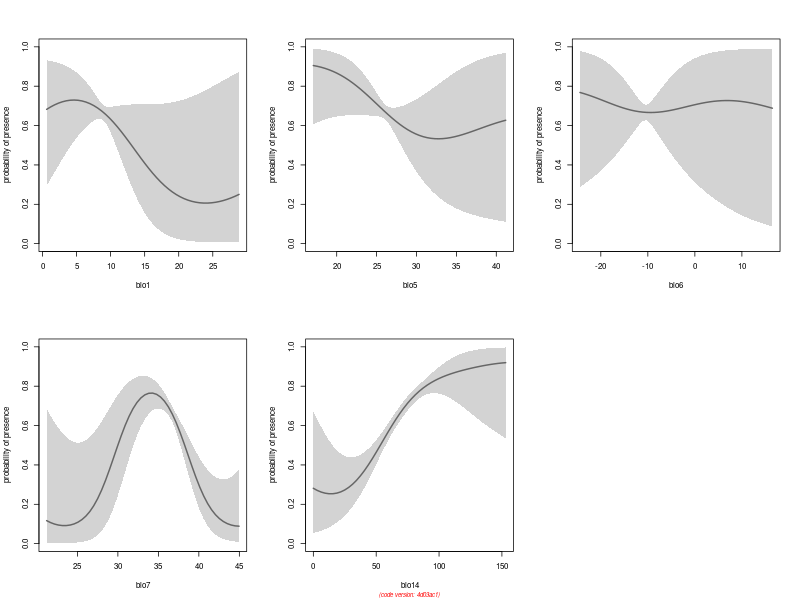 probability of presence
0.0 0.2 0.4 0.6 0.8 1.0
0 5 10 15 20 25
bio1
probability of presence
0.0 0.2 0.4 0.6 0.8 1.0
20 25 30 35 40
bio5
probability of presence
0.0 0.2 0.4 0.6 0.8 1.0
-20 -10 0 10
bio6
probability of presence
0.0 0.2 0.4 0.6 0.8 1.0
25 30 35 40 45
bio7
probability of presence
0.0 0.2 0.4 0.6 0.8 1.0
0 50 100 150
bio14
(code version: 4d03ac1)